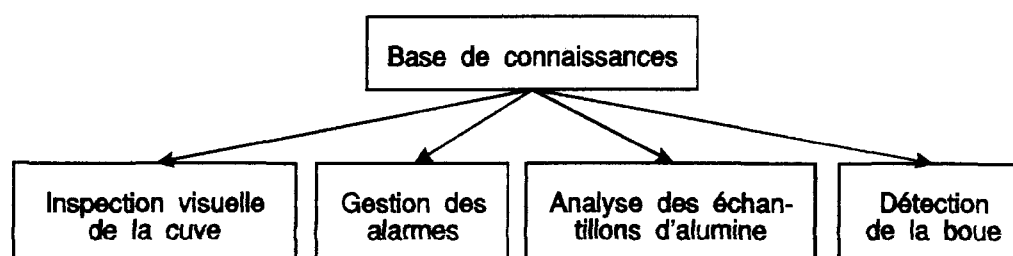 Base de connaissances
Inspection visuelle
de la cuve
Gestion des
alarmes
Analyse des échan-
tillons d'alumine
Détection
de la boue